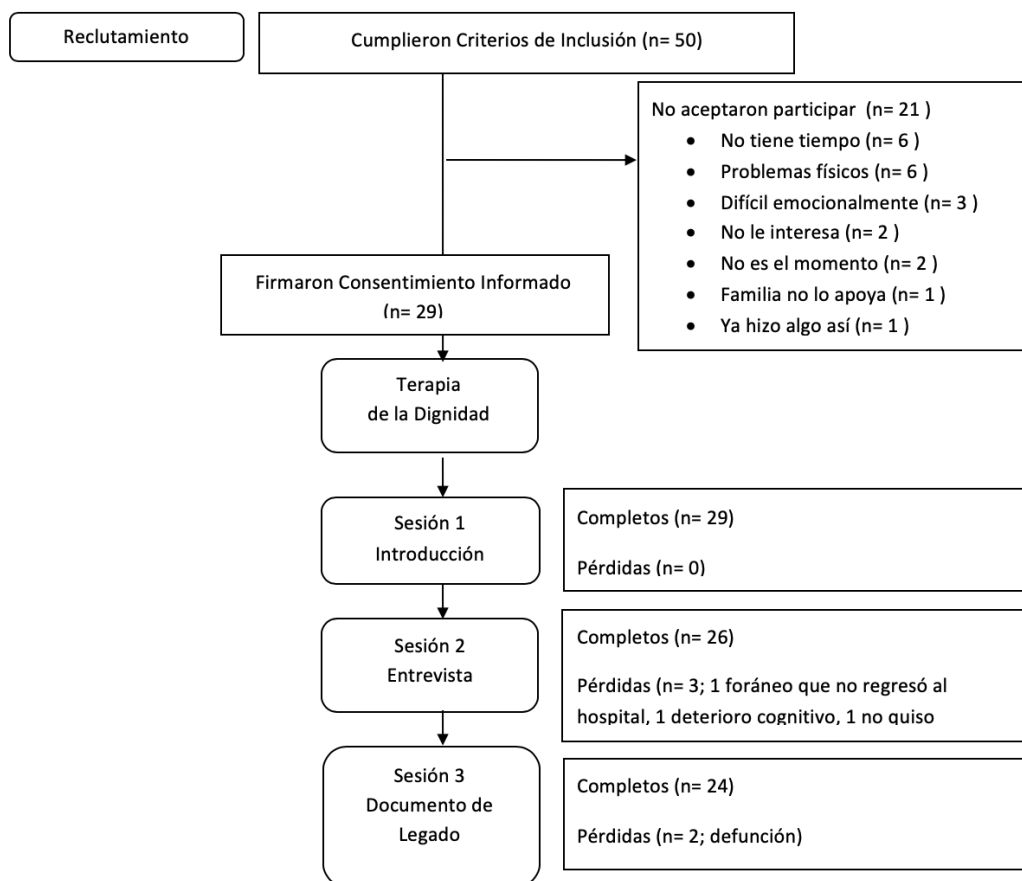 Reclutamiento
Cumplieron Criterios de Inclusión (n= 50)
No aceptaron participar (n= 21 )
• No tiene tiempo (n= 6 )
• Problemas físicos (n= 6 )
• Difícil emocionalmente (n= 3 )
• No le interesa (n= 2 )
• No es el momento (n= 2 )
• Familia no lo apoya (n= 1 )
• Ya hizo algo así (n= 1 )
Firmaron Consentimiento Informado
(n= 29)
Terapia
de la Dignidad
Sesión 1
Introducción
Completos (n= 29)
Pérdidas (n= 0)
Sesión 2
Entrevista
Completos (n= 26)
Pérdidas (n= 3; 1 foráneo que no regresó al
hospital, 1 deterioro cognitivo, 1 no quiso
Sesión 3
Documento de
Legado
Completos (n= 24)
Pérdidas (n= 2; defunción)